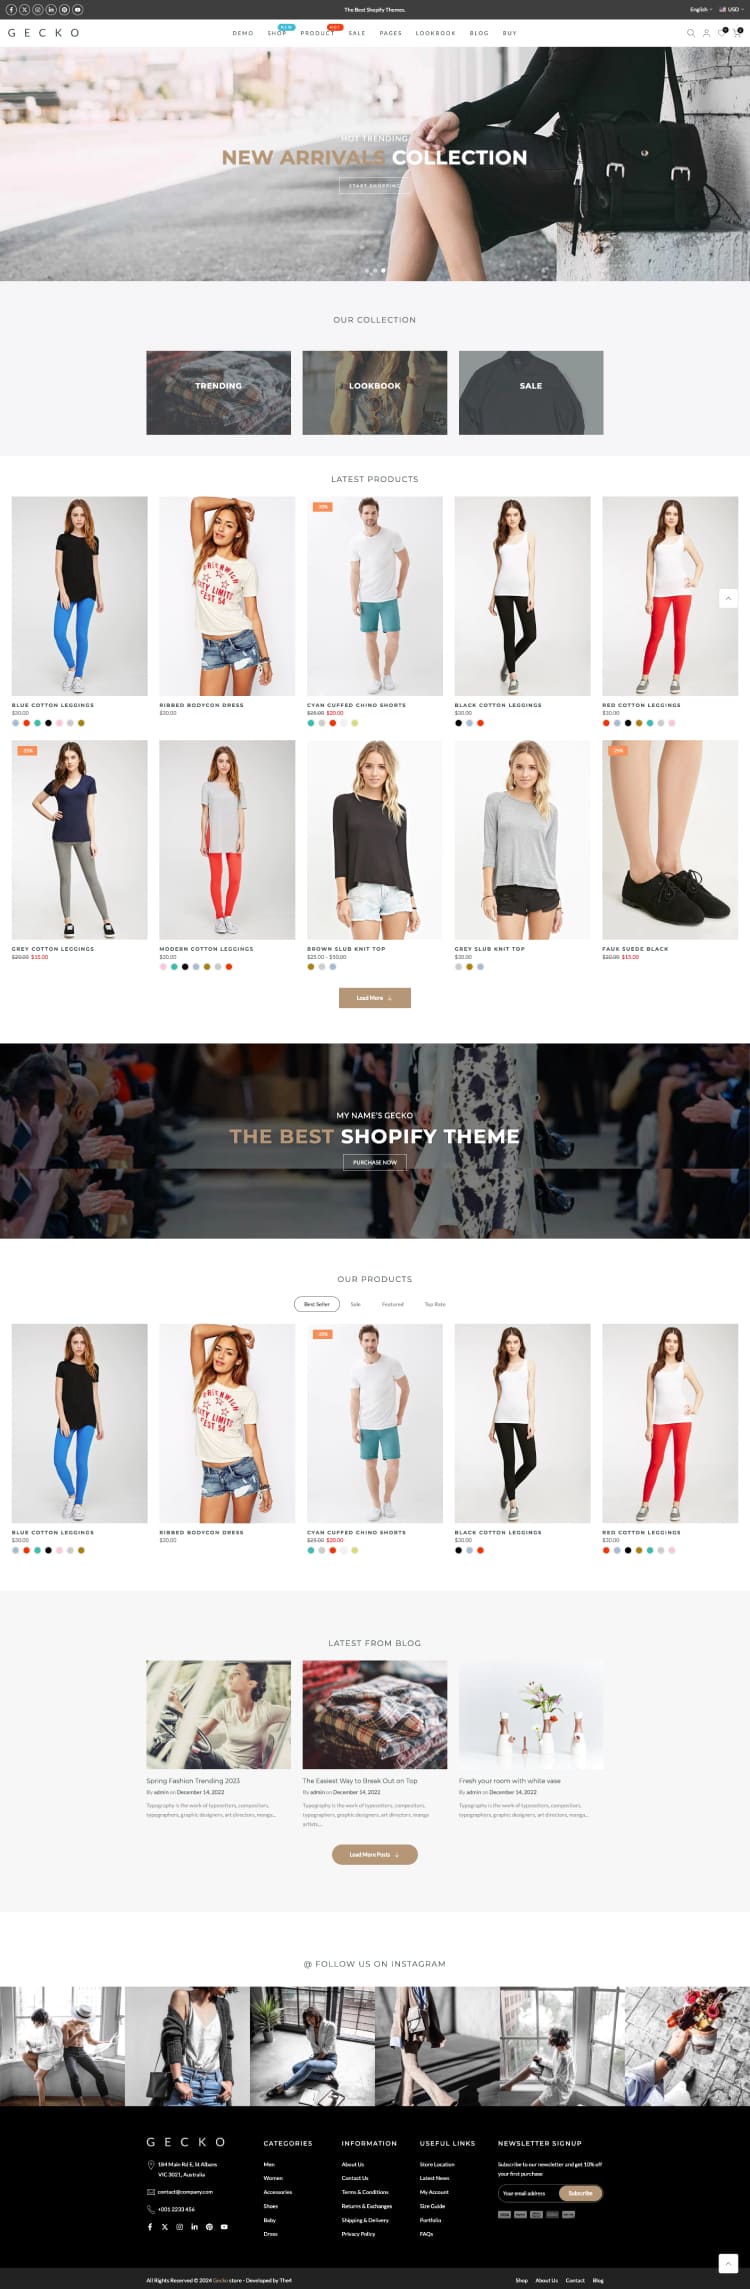 The Best Shopify Themes.
English
USD
GECKO
DEMO
SHOP
NEW
PRODUCT
HOT
SALE
PAGES
LOOKBOOK
BLOG
BUY
0
0
HOT TRENDING
NEW ARRIVALS COLLECTION
START SHOPPING
OUR COLLECTION
TRENDING
LOOKBOOK
SALE
LATEST PRODUCTS
GREENWICH
CITY LIMITS
FEST 54
BLUE COTTON LEGGINGS
$30.00
RIBBED BODYCON DRESS
$30.00
CYAN CUFFED CHINO SHORTS
$25.00 $20.00
BLACK COTTON LEGGINGS
$30.00
RED COTTON LEGGINGS
$30.00
-25%
GREY COTTON LEGGINGS
$20.00 $15.00
MODERN COTTON LEGGINGS
$30.00
BROWN SLUB KNIT TOP
$25.00 - $30.00
GREY SLUB KNIT TOP
$30.00
FAUX SUEDE BLACK
$20.00 $15.00
Load More
MY NAME'S GECKO
THE BEST SHOPIFY THEME
PURCHASE NOW
OUR PRODUCTS
Best Seller
Sale
Featured
Top Rate
GREENWICH
CITY LIMITS
FEST 54
BLUE COTTON LEGGINGS
$30.00
RIBBED BODYCON DRESS
$30.00
CYAN CUFFED CHINO SHORTS
$25.00 $20.00
BLACK COTTON LEGGINGS
$30.00
RED COTTON LEGGINGS
$30.00
LATEST FROM BLOG
Spring Fashion Trending 2023
By admin on December 14, 2022
Typography is the work of typesetters, compositors,
typographers, graphic designers, art directors, manga...
The Easiest Way to Break Out on Top
By admin on December 14, 2022
Typography is the work of typesetters, compositors,
typographers, graphic designers, art directors, manga
artists,...
Fresh your room with white vase
By admin on December 14, 2022
Typography is the work of typesetters, compositors,
typographers, graphic designers, art directors, manga...
Load More Posts
@ FOLLOW US ON INSTAGRAM
GECKO
184 Main Rd E, St Albans
VIC 3021, Australia
contact@company.com
+001 2233 456
CATEGORIES
Men
Women
Accessories
Shoes
Baby
Dress
INFORMATION
About Us
Contact Us
Terms & Conditions
Returns & Exchanges
Shipping & Delivery
Privacy Policy
USEFUL LINKS
Store Location
Latest News
My Account
Size Guide
Portfolio
FAQs
NEWSLETTER SIGNUP
Subscribe to our newsletter and get 10% off
your first purchase
Your email address
Subscribe
All Rights Reserved © 2024 Gecko store - Developed by The4
Shop
About Us
Contact
Blog